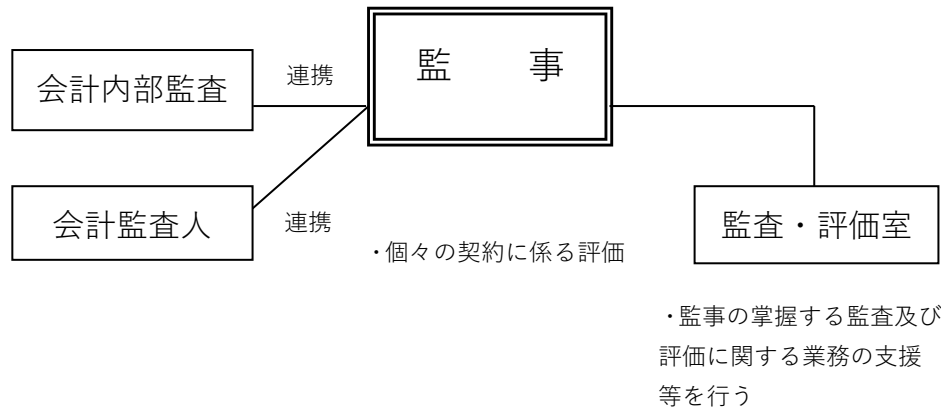 監　　事
会計内部監査
連携
会計監査人
連携
監査・評価室
・個々の契約に係る評価
・監事の掌握する監査及び
評価に関する業務の支援
等を行う